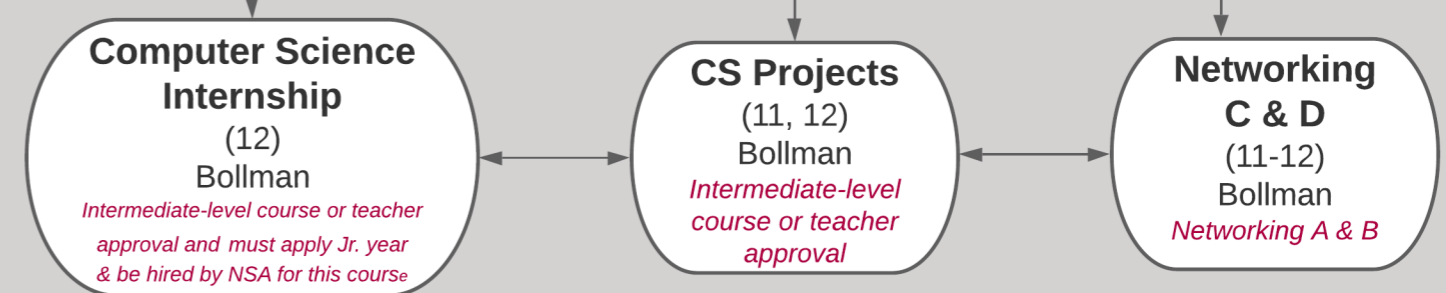 Computer Science
Internship
(12)
Bollman
Intermediate-level course or teacher
approval and must apply Jr. year
& be hired by NSA for this course
CS Projects
(11, 12)
Bollman
Intermediate-level
course or teacher
approval
Networking
C & D
(11-12)
Bollman
Networking A & B